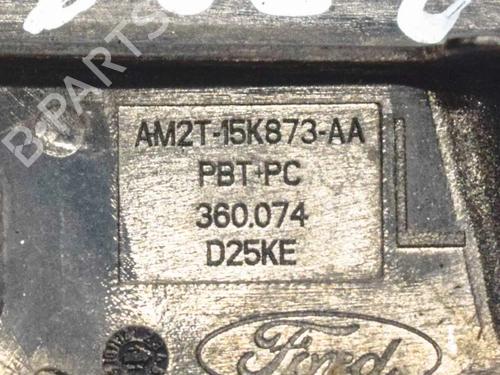 B-PARTS
AM2T-15K873-AA
PBT+PC
360.074
D25KE
Ford